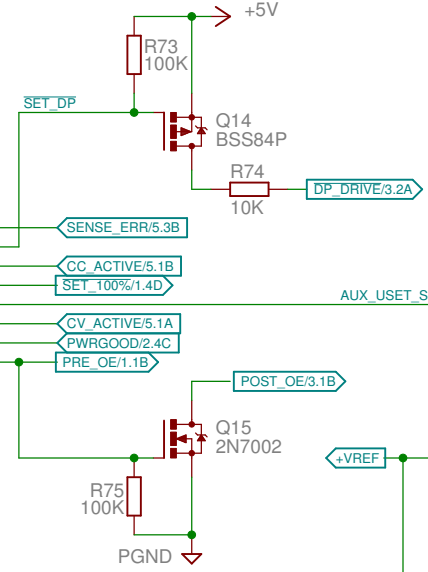 +5V
R73
100K
SET_DP
Q14
BSS84P
R74
10K
DP_DRIVE/3.2A
SENSE_ERR/5.3B
CC_ACTIVE/5.1B
SET_100%/1.4D
AUX_USET_S
CV_ACTIVE/5.1A
PWRGOOD/2.4C
PRE_OE/1.1B
POST_OE/3.1B
Q15
2N7002
+VREF
R75
100K
PGND